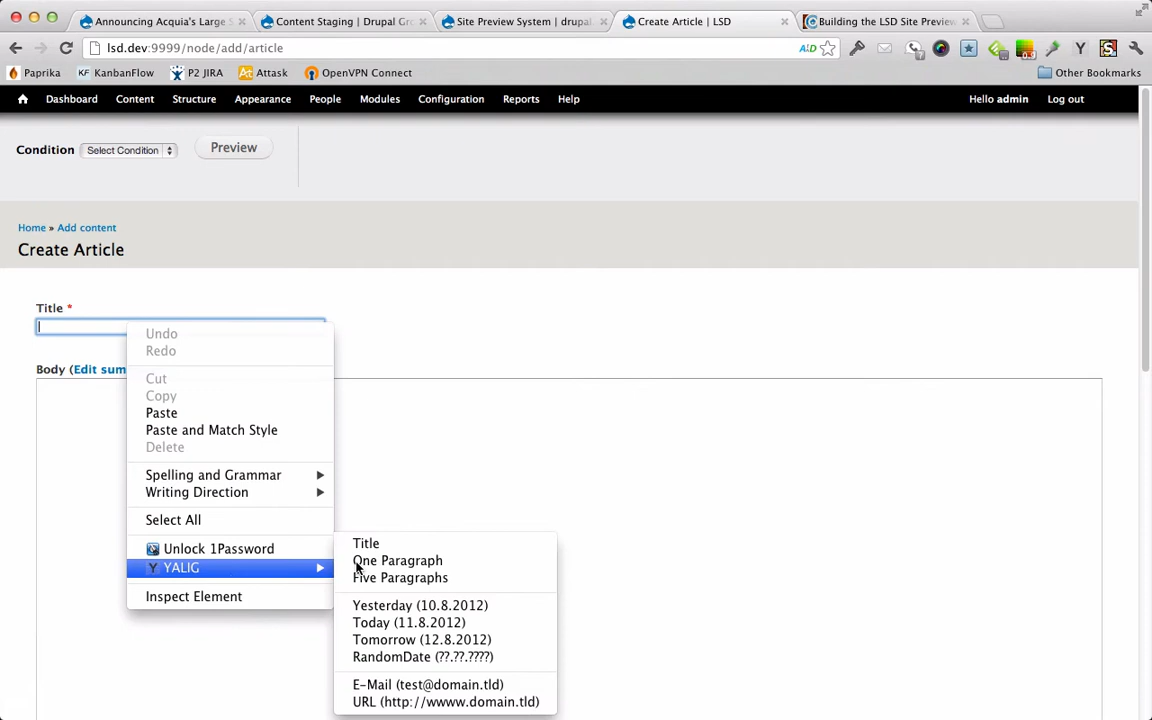 Announcing Acquia's Large S
Content Staging | Drupal Gro
Site Preview System | drupal
Create Article | LSD
Building the LSD Site Preview
lsd.dev:9999/node/add/article
Paprika
KF KanbanFlow
P2 JIRA
At Attask
OpenVPN Connect
Other Bookmarks
Dashboard
Content
Structure
Appearance
People
Modules
Configuration
Reports
Help
Hello admin
Log out
Condition
Select Condition
Preview
Home » Add content
Create Article
Title *
Body (Edit sum
Undo
Redo
Cut
Copy
Paste
Paste and Match Style
Delete
Spelling and Grammar
Writing Direction
Select All
Unlock 1Password
Y YALIG
Inspect Element
Title
One Paragraph
Five Paragraphs
Yesterday (10.8.2012)
Today (11.8.2012)
Tomorrow (12.8.2012)
RandomDate (??.??.????)
E-Mail (test@domain.tld)
URL (http://wwww.domain.tld)